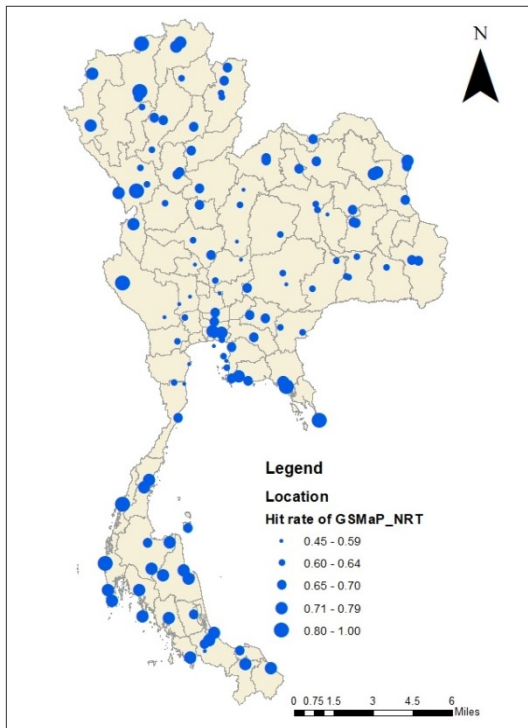 N
Legend
Location
Hit rate of GSMaP_NRT
0.45 - 0.59
0.60 - 0.64
0.65 - 0.70
0.71 - 0.79
0.80 - 1.00
0 0.75 1.5 3 4.5 6
Miles